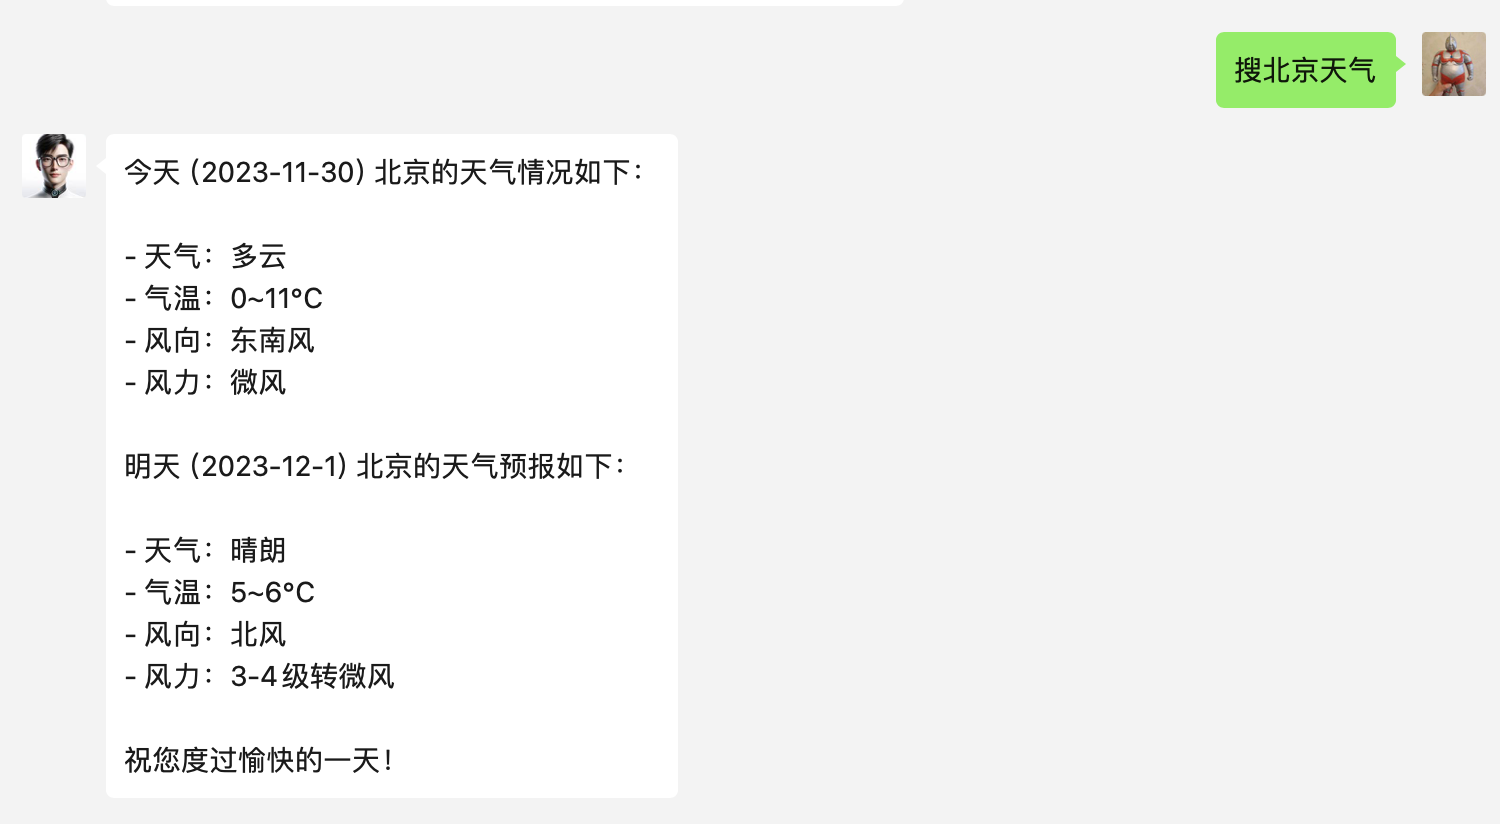 搜北京天气
今天（2023-11-30）北京的天气情况如下：
- 天气：多云
- 气温：0~11°C
- 风向：东南风
- 风力：微风
明天（2023-12-1）北京的天气预报如下：
- 天气：晴朗
- 气温：5~6°C
- 风向：北风
- 风力：3-4级转微风
祝您度过愉快的一天！